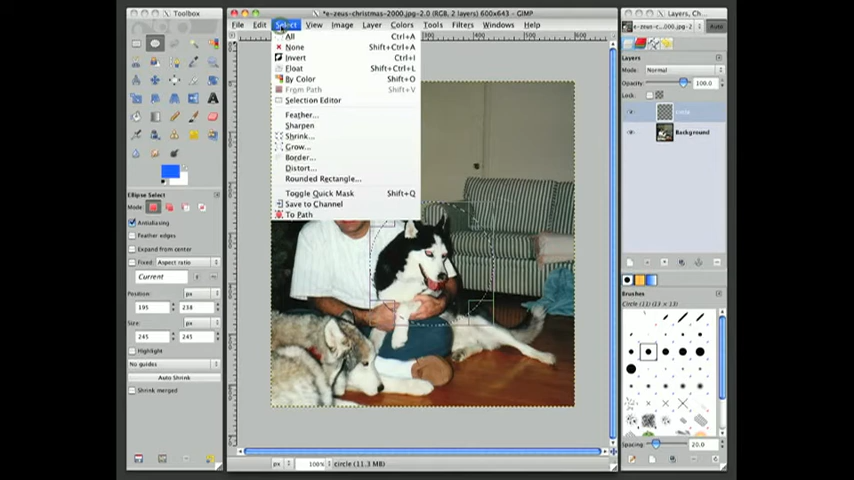 Toolbox
*e-zeus-christmas-2000.jpg-2.0 (RGB, 2 layers) 600x643 – GIMP
Layers, Ch...
File Edit Select View Image Layer Colors Tools Filters Windows Help
Auto
All Ctrl+A
None Shift+Ctrl+A
Invert Ctrl+I
Float Shift+Ctrl+L
By Color Shift+O
From Path Shift+V
Selection Editor
Feather...
Sharpen
Shrink...
Grow...
Border...
Distort...
Rounded Rectangle...
Toggle Quick Mask Shift+Q
Save to Channel
To Path
Ellipse Select
Mode:
Antialiasing
Feather edges
Expand from center
Fixed: Aspect ratio
Current
Position: px
195 238
Size: px
245 245
Highlight
No guides
Auto Shrink
Shrink merged
px 100% circle (11.3 MB)
Layers
Mode: Normal
Opacity: 100.0
Lock:
circle
Background
Brushes
Circle (11) (13 × 13)
Spacing: 20.0